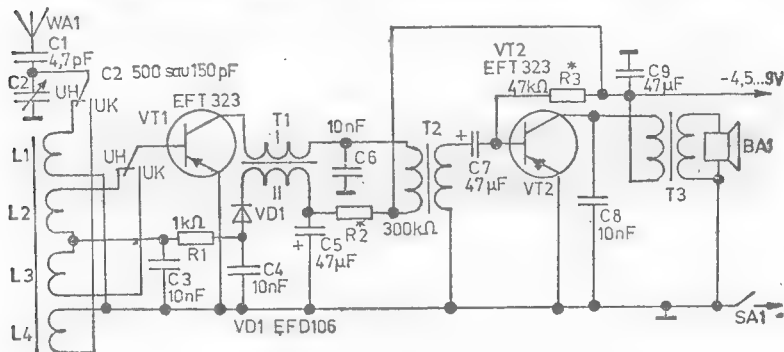 WA1
C1
4,7pF
C2
C2 500 sau 150 pF
UH
UK
VT1
EFT 323
UH
UK
L1
L2
L3
L4
1kΩ
R1
C3
10nF
C4
10nF
VD1
VD1 EFD106
T1
I
II
10nF
C6
C5
47µF
R2*
300kΩ
T2
C7
47µF
VT2
EFT 323
47kΩ
R3*
VT2
C9
47µF
-4,5...9V
C8
10nF
T3
BA1
SA1
+
+